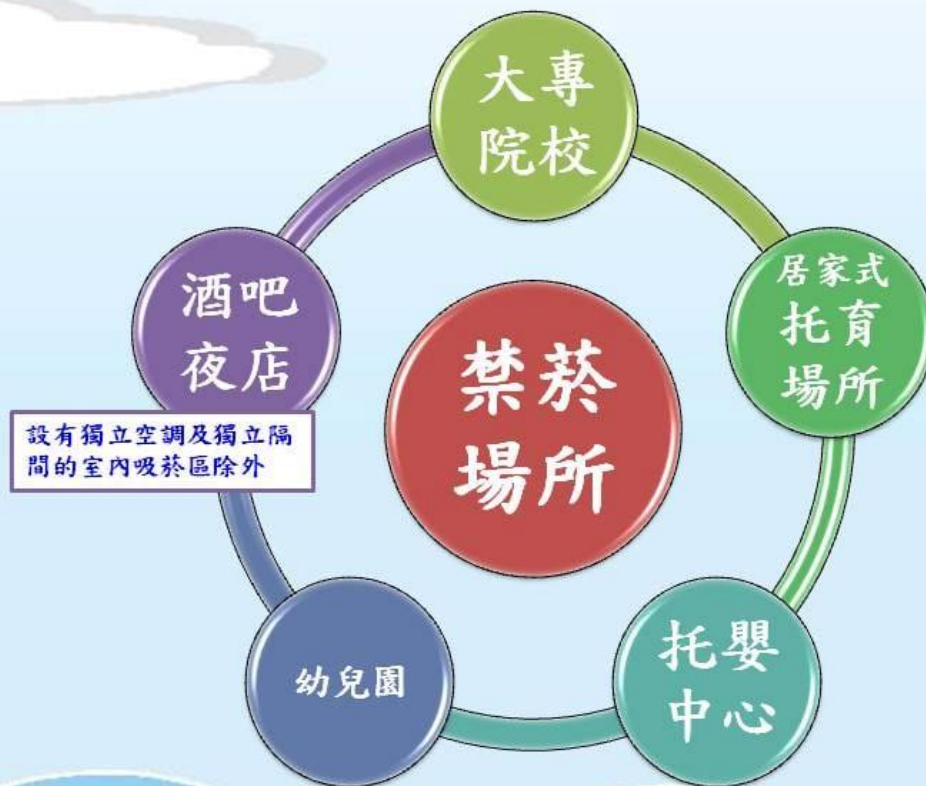 大專
院校
居家式
托育
場所
托嬰
中心
幼兒園
酒吧
夜店
設有獨立空調及獨立隔
間的室內吸菸區除外
禁菸
場所